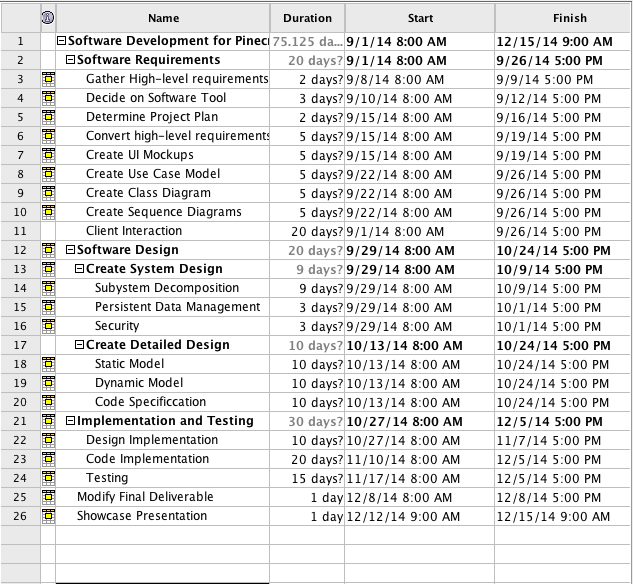 Name Duration Start Finish
1 Software Development for Pinecr 75.125 da... 9/1/14 8:00 AM 12/15/14 9:00 AM
2 Software Requirements 20 days? 9/1/14 8:00 AM 9/26/14 5:00 PM
3 Gather High-level requirements 2 days? 9/8/14 8:00 AM 9/9/14 5:00 PM
4 Decide on Software Tool 3 days? 9/10/14 8:00 AM 9/12/14 5:00 PM
5 Determine Project Plan 2 days? 9/15/14 8:00 AM 9/16/14 5:00 PM
6 Convert high-level requirements 5 days? 9/15/14 8:00 AM 9/19/14 5:00 PM
7 Create UI Mockups 5 days? 9/15/14 8:00 AM 9/19/14 5:00 PM
8 Create Use Case Model 5 days? 9/22/14 8:00 AM 9/26/14 5:00 PM
9 Create Class Diagram 5 days? 9/22/14 8:00 AM 9/26/14 5:00 PM
10 Create Sequence Diagrams 5 days? 9/22/14 8:00 AM 9/26/14 5:00 PM
11 Client Interaction 20 days? 9/1/14 8:00 AM 9/26/14 5:00 PM
12 Software Design 20 days? 9/29/14 8:00 AM 10/24/14 5:00 PM
13 Create System Design 9 days? 9/29/14 8:00 AM 10/9/14 5:00 PM
14 Subystem Decomposition 9 days? 9/29/14 8:00 AM 10/9/14 5:00 PM
15 Persistent Data Management 3 days? 9/29/14 8:00 AM 10/1/14 5:00 PM
16 Security 3 days? 9/29/14 8:00 AM 10/1/14 5:00 PM
17 Create Detailed Design 10 days? 10/13/14 8:00 AM 10/24/14 5:00 PM
18 Static Model 10 days? 10/13/14 8:00 AM 10/24/14 5:00 PM
19 Dynamic Model 10 days? 10/13/14 8:00 AM 10/24/14 5:00 PM
20 Code Specificcation 10 days? 10/13/14 8:00 AM 10/24/14 5:00 PM
21 Implementation and Testing 30 days? 10/27/14 8:00 AM 12/5/14 5:00 PM
22 Design Implementation 10 days? 10/27/14 8:00 AM 11/7/14 5:00 PM
23 Code Implementation 20 days? 11/10/14 8:00 AM 12/5/14 5:00 PM
24 Testing 15 days? 11/17/14 8:00 AM 12/5/14 5:00 PM
25 Modify Final Deliverable 1 day 12/8/14 8:00 AM 12/8/14 5:00 PM
26 Showcase Presentation 1 day 12/12/14 9:00 AM 12/15/14 9:00 AM